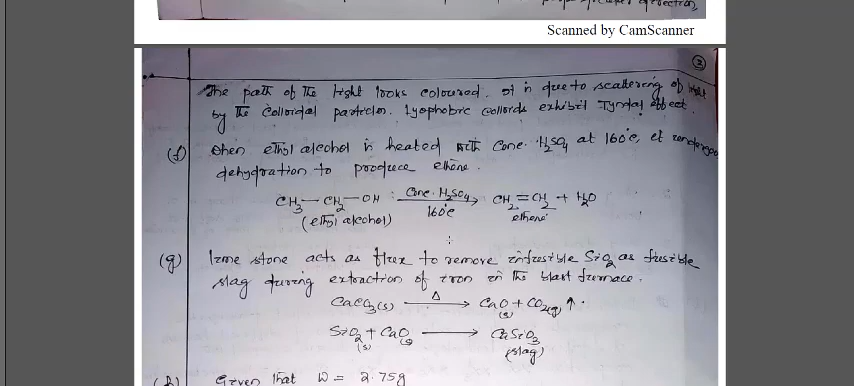 Scanned by CamScanner
(3)
The path of the light looks coloured. It is due to scattering of light
by the colloidal particles. Lyophobic colloids exhibit Tyndal effect.
(f) When ethyl alcohol is heated with Conc. H2SO4 at 160°C, it undergoes
dehydration to produce ethene.
CH3—CH2—OH Conc. H2SO4 160°C → CH2=CH2 + H2O
(ethyl alcohol) ethene
(g) Lime stone acts as flux to remove infusible SiO2 as fusible
slag during extraction of iron in the blast furnace.
CaCO3(s) Δ → CaO(s) + CO2(g) ↑.
SiO2(s) + CaO(s) → CaSiO3
(slag)
(h) Given that W = 2.75g